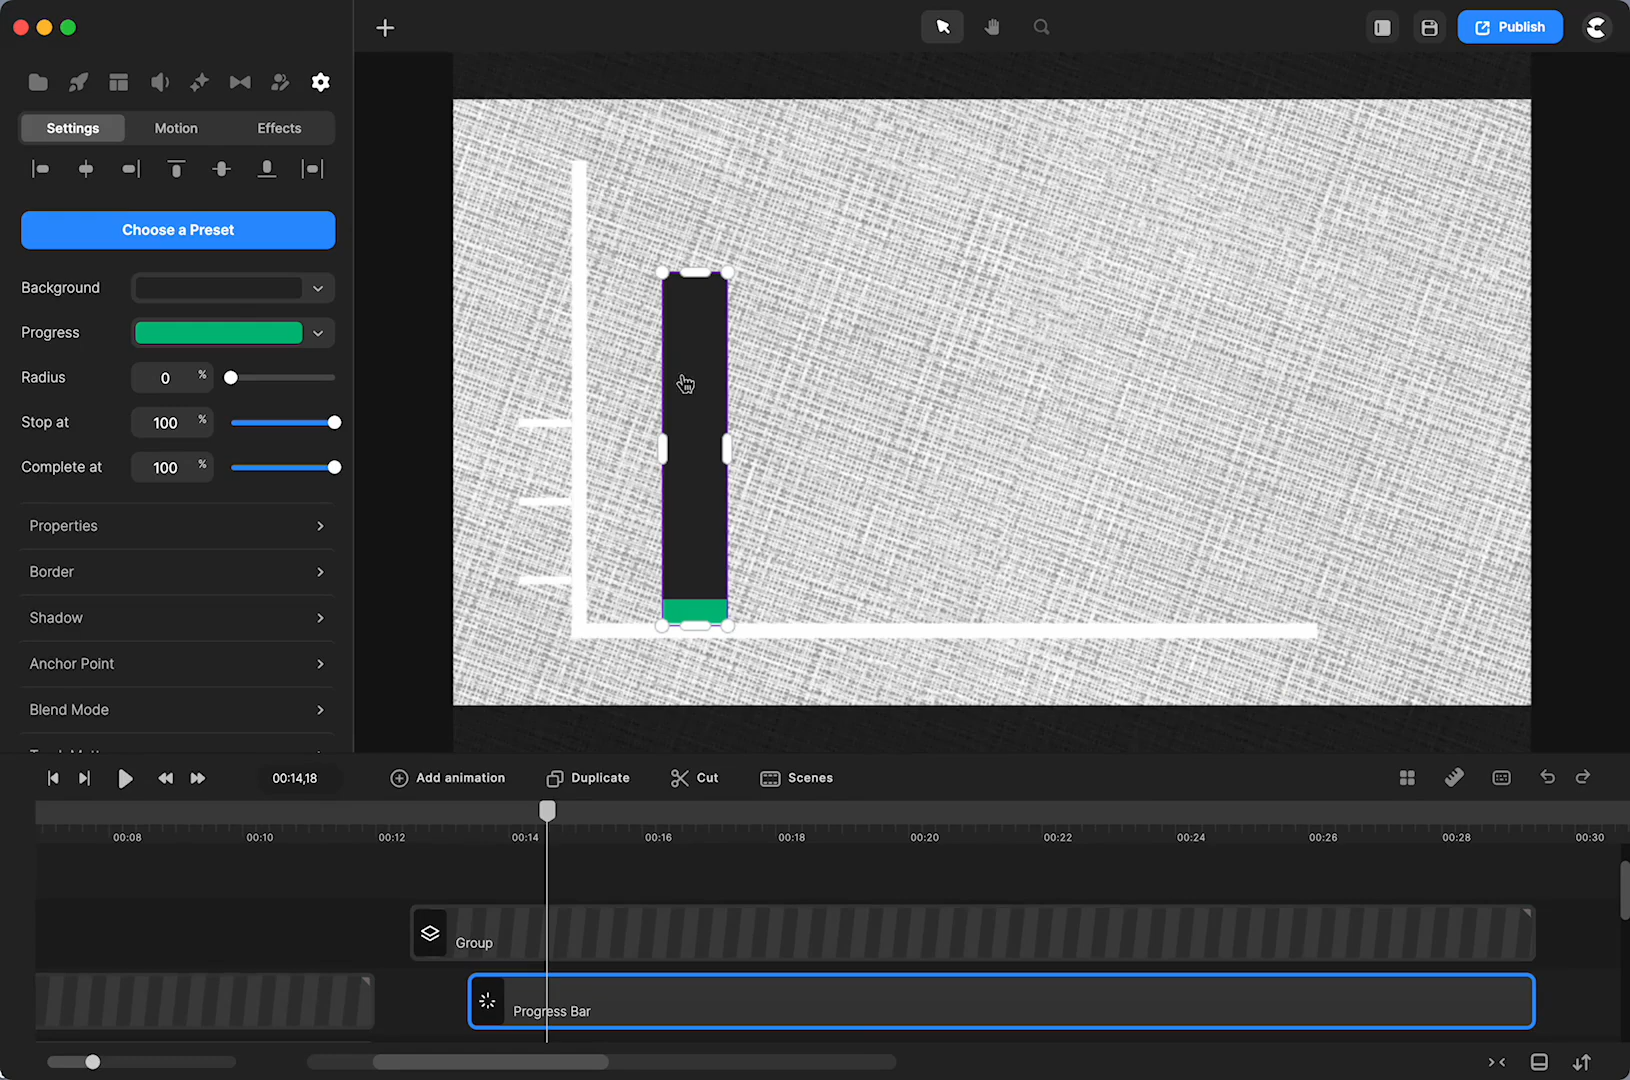 Publish
Settings Motion Effects
Choose a Preset
Background
Progress
Radius 0 %
Stop at 100 %
Complete at 100 %
Properties
Border
Shadow
Anchor Point
Blend Mode
00:14,18 Add animation Duplicate Cut Scenes
00:08 00:10 00:12 00:14 00:16 00:18 00:20 00:22 00:24 00:26 00:28 00:30
Group
Progress Bar